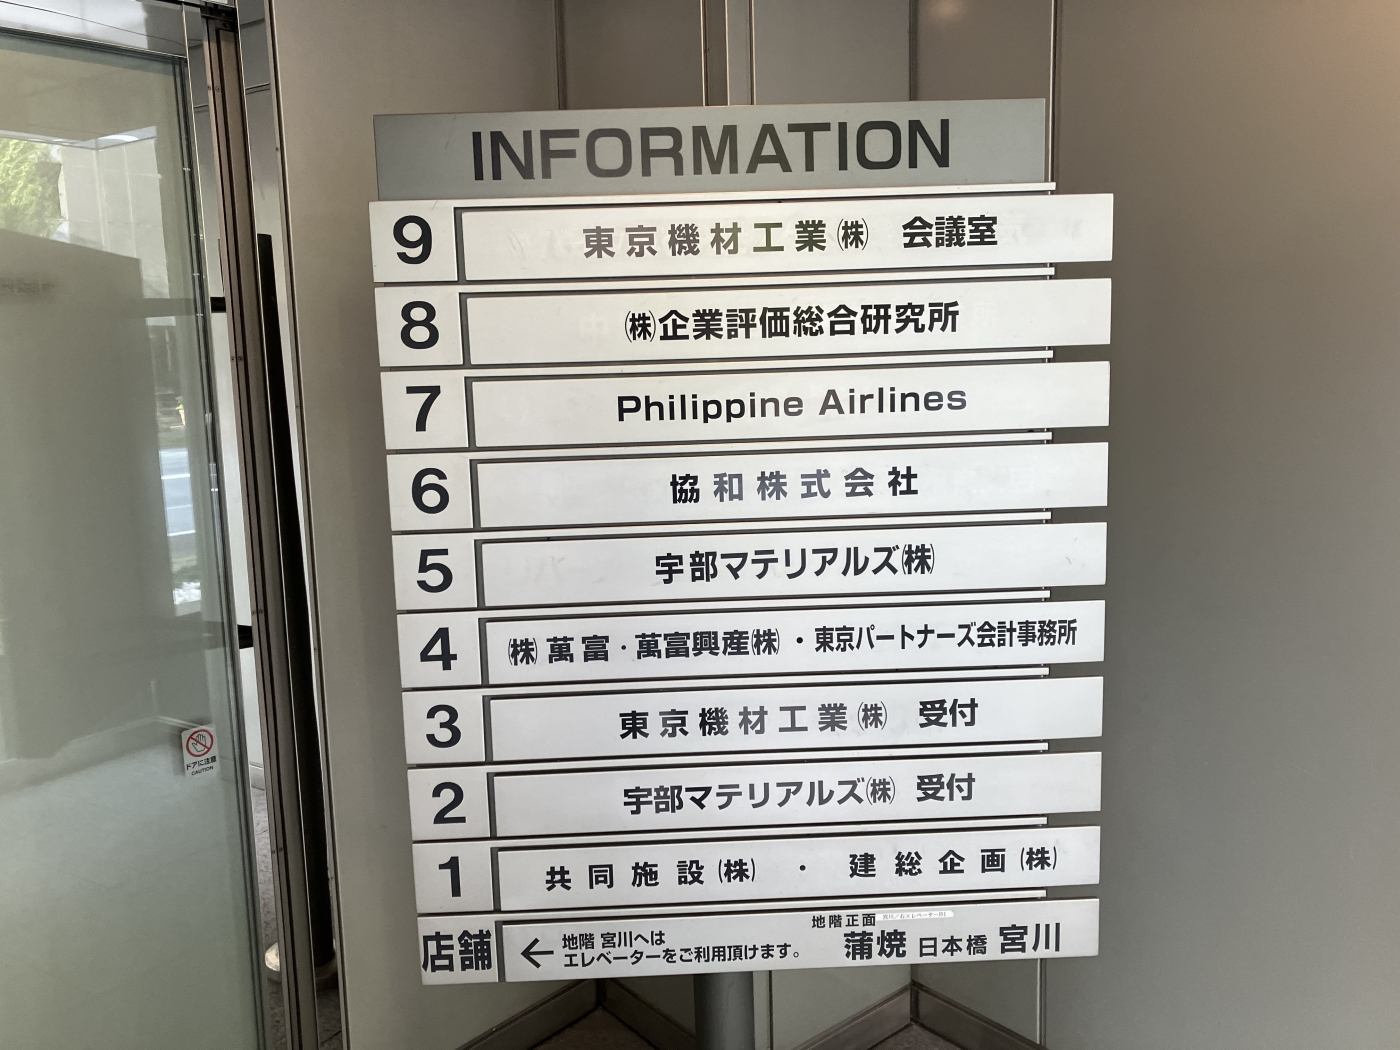 INFORMATION
9 東京機材工業㈱ 会議室
8 ㈱企業評価総合研究所
7 Philippine Airlines
6 協和株式会社
5 宇部マテリアルズ㈱
4 ㈱萬富・萬富興産㈱・東京パートナーズ会計事務所
3 東京機材工業㈱ 受付
2 宇部マテリアルズ㈱ 受付
1 共同施設㈱・建総企画㈱
店舗
← 地階 宮川へは
エレベーターをご利用頂けます。
地階正面
蒲焼 日本橋 宮川
ドアに注意
CAUTION